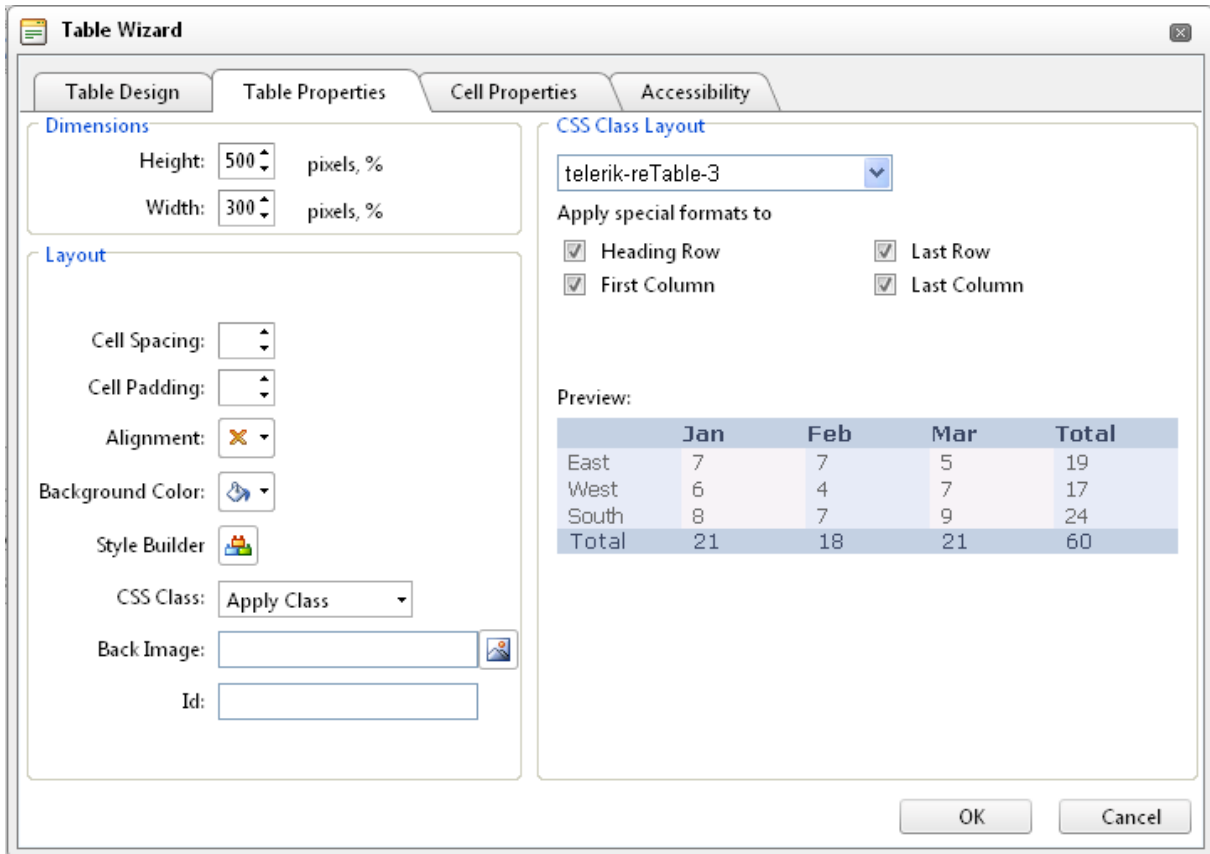 Table Wizard
Table Design Table Properties Cell Properties Accessibility
Dimensions
Height: 500 pixels, %
Width: 300 pixels, %
Layout
Cell Spacing:
Cell Padding:
Alignment:
Background Color:
Style Builder
CSS Class: Apply Class
Back Image:
Id:
CSS Class Layout
telerik-reTable-3
Apply special formats to
Heading Row Last Row
First Column Last Column
Preview:
Jan Feb Mar Total
East 7 7 5 19
West 6 4 7 17
South 8 7 9 24
Total 21 18 21 60
OK Cancel